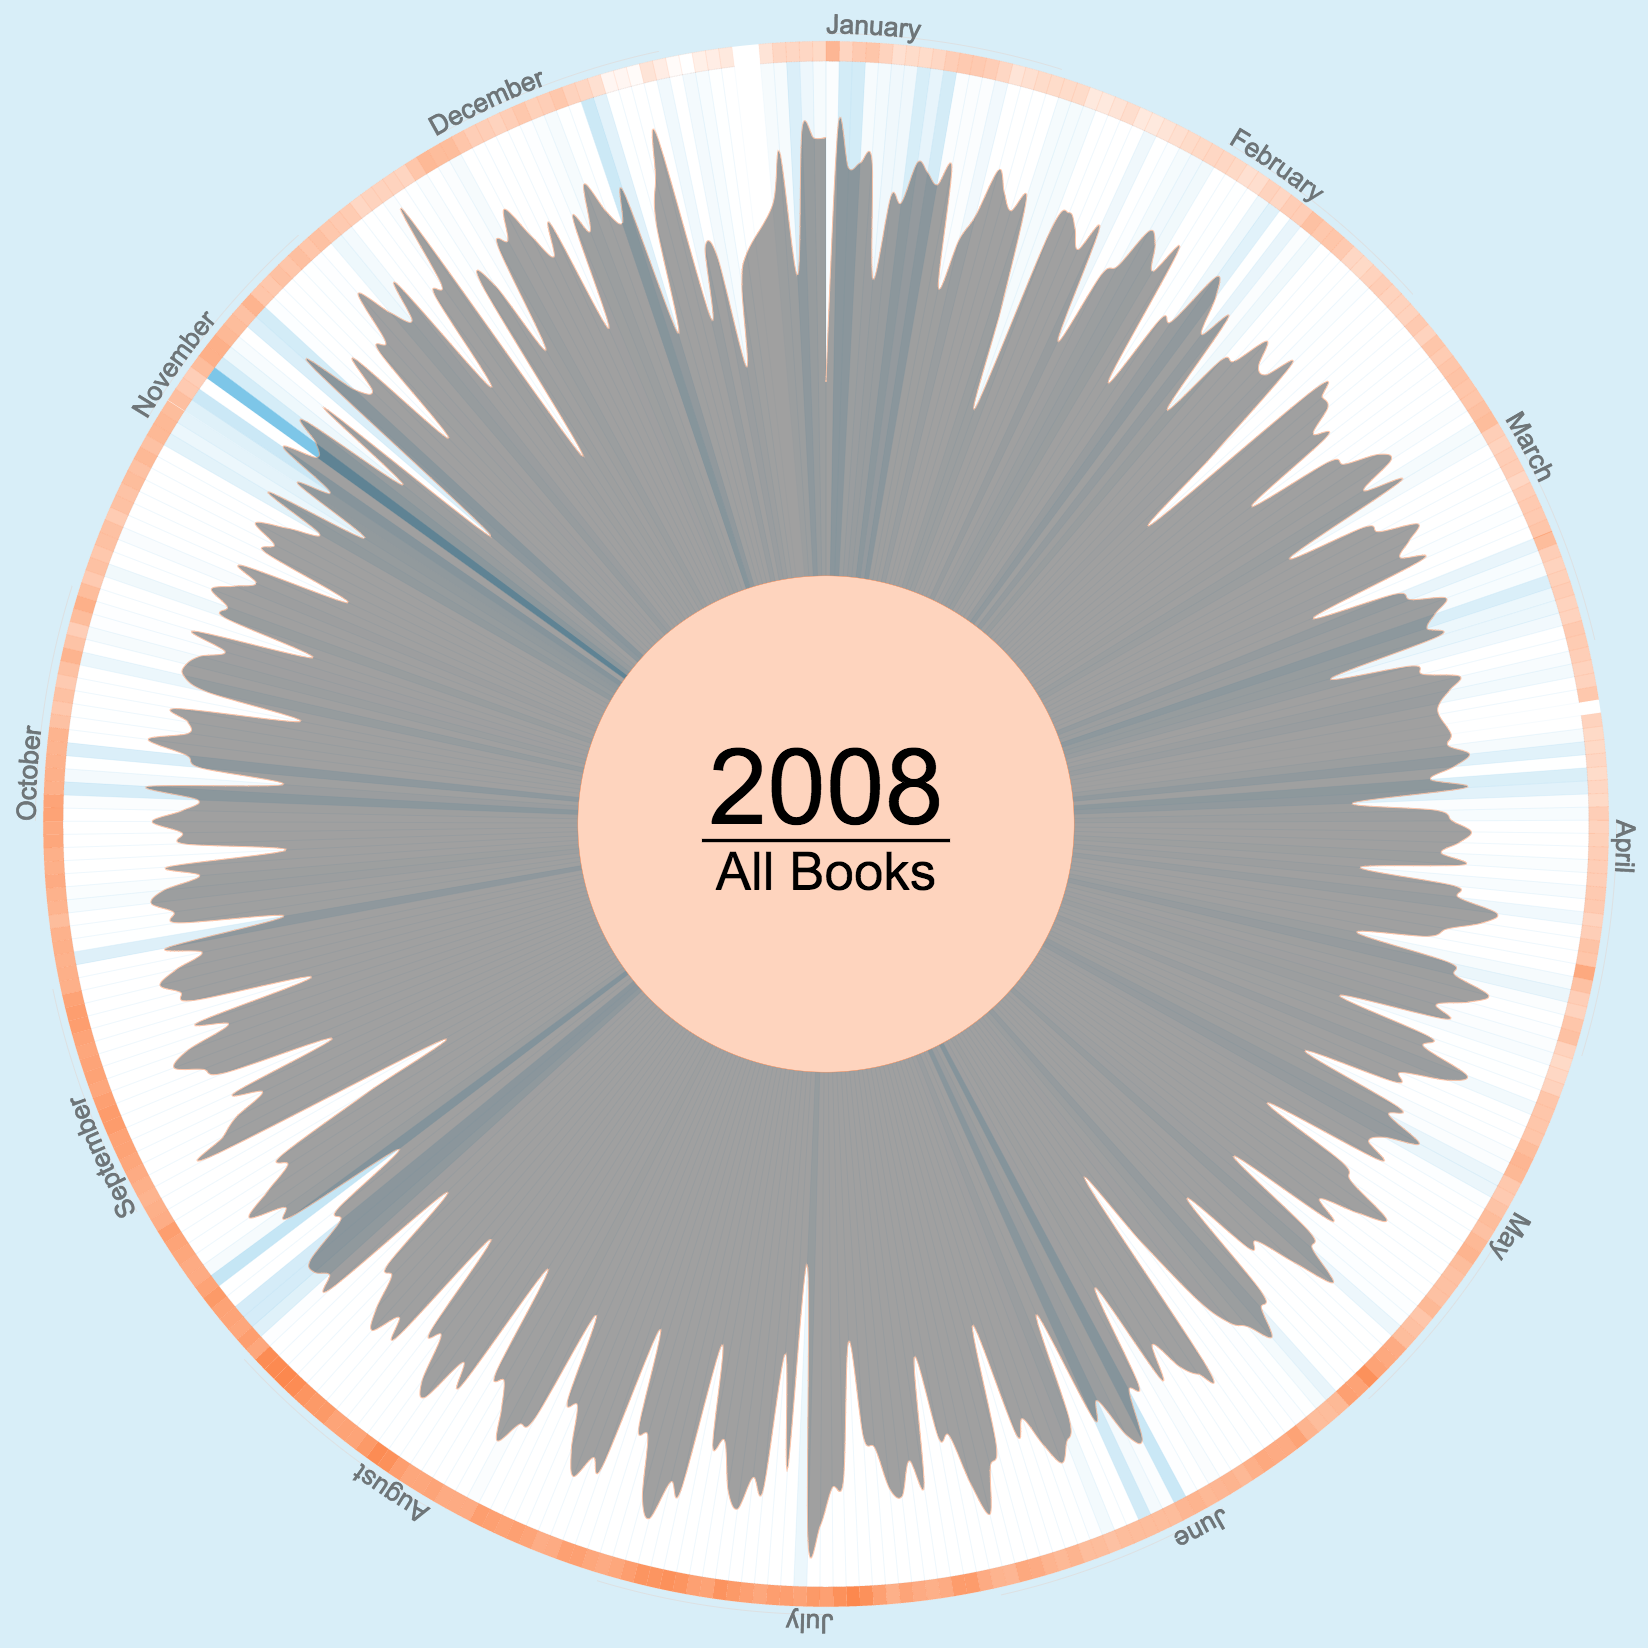 2008
All Books
January
February
March
April
May
June
July
August
September
October
November
December